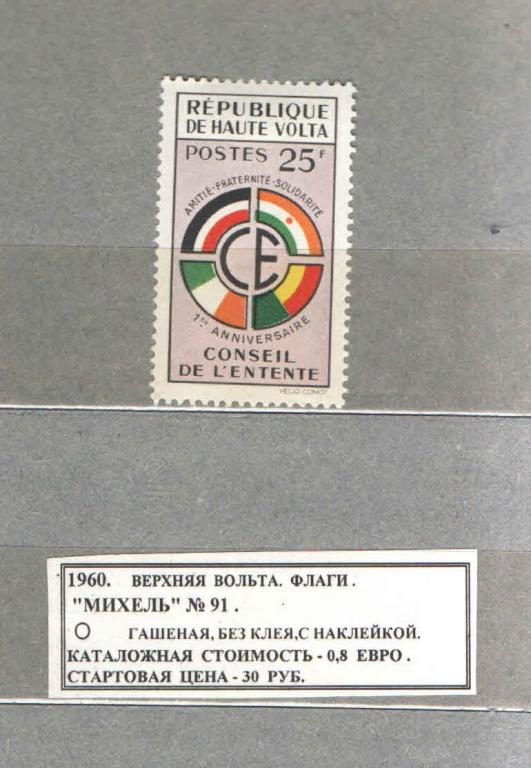 RÉPUBLIQUE
DE HAUTE VOLTA
POSTES 25F
AMITIÉ-FRATERNITÉ-SOLIDARITÉ
CE
1ER ANNIVERSAIRE
CONSEIL
DE L'ENTENTE
HELIO COMOY
1960. ВЕРХНЯЯ ВОЛЬТА. ФЛАГИ.
"МИХЕЛЬ" № 91.
О ГАШЕНАЯ, БЕЗ КЛЕЯ,С НАКЛЕЙКОЙ.
КАТАЛОЖНАЯ СТОИМОСТЬ - 0,8 ЕВРО.
СТАРТОВАЯ ЦЕНА - 30 РУБ.